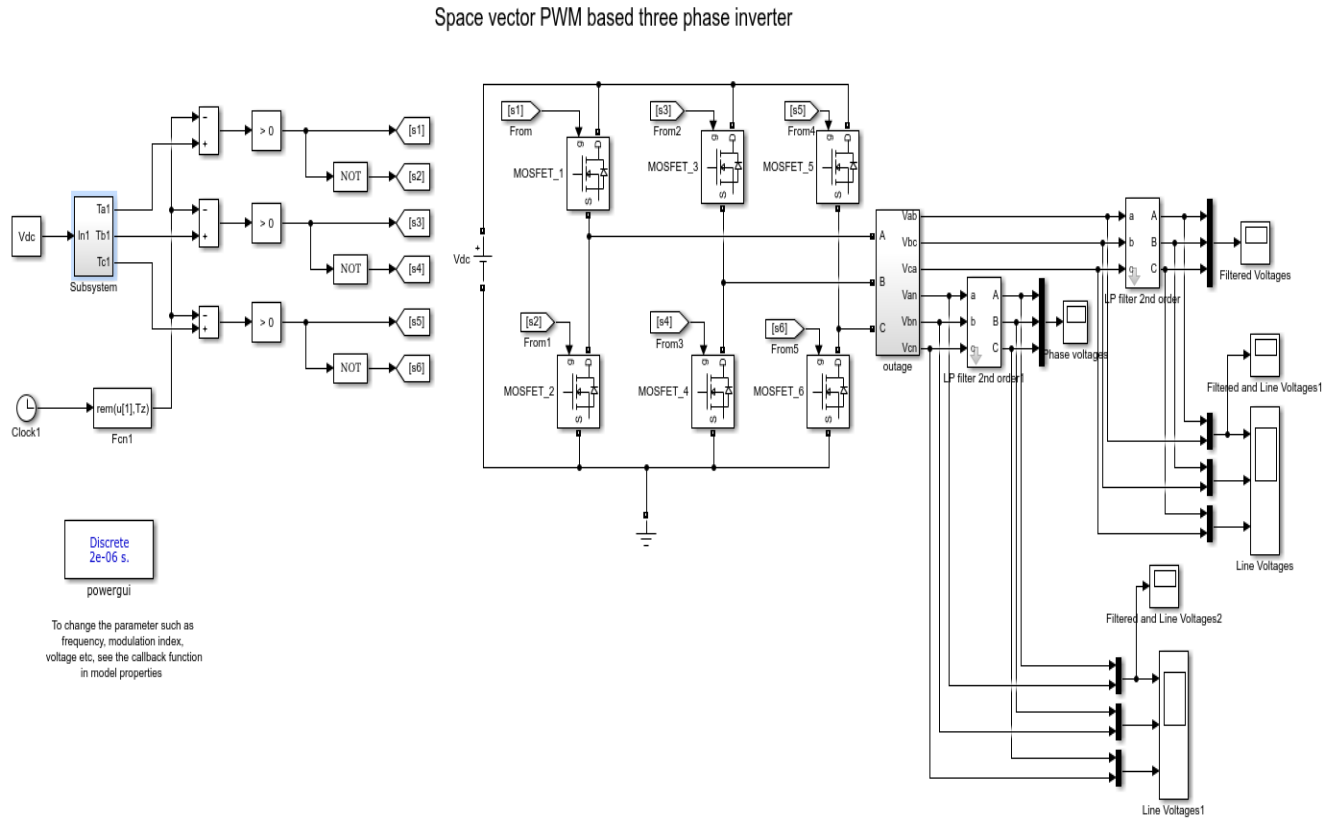 Space vector PWM based three phase inverter
Vdc
In1
Ta1
Tb1
Tc1
Subsystem
Clock1
rem(u[1],Tz)
Fcn1
-
+
> 0
[s1]
NOT
[s2]
-
+
> 0
[s3]
NOT
[s4]
-
+
> 0
[s5]
NOT
[s6]
Discrete
2e-06 s.
powergui
To change the parameter such as
frequency, modulation index,
voltage etc, see the callback function
in model properties
Vdc
+
[s1]
From
g
D
MOSFET_1
S
[s3]
From2
g
D
MOSFET_3
S
[s5]
From4
g
D
MOSFET_5
S
[s2]
From1
g
D
MOSFET_2
S
[s4]
From3
g
D
MOSFET_4
S
[s6]
From5
g
D
MOSFET_6
S
A
B
C
Vab
Vbc
Vca
Van
Vbn
Vcn
outage
a
b
c
A
B
C
LP filter 2nd order
Filtered Voltages
a
b
c
A
B
C
LP filter 2nd order1
Phase voltages
Filtered and Line Voltages1
Line Voltages
Filtered and Line Voltages2
Line Voltages1